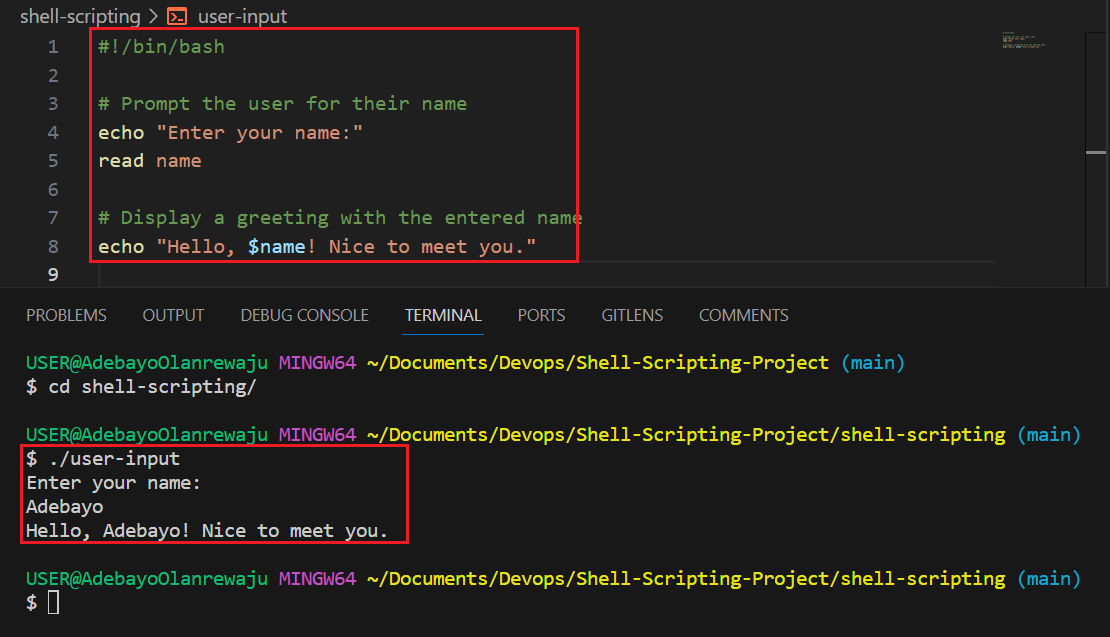 shell-scripting > user-input
1 #!/bin/bash
2
3 # Prompt the user for their name
4 echo "Enter your name:"
5 read name
6
7 # Display a greeting with the entered name
8 echo "Hello, $name! Nice to meet you."
9
PROBLEMS OUTPUT DEBUG CONSOLE TERMINAL PORTS GITLENS COMMENTS
USER@AdebayoOlanrewaju MINGW64 ~/Documents/Devops/Shell-Scripting-Project (main)
$ cd shell-scripting/
USER@AdebayoOlanrewaju MINGW64 ~/Documents/Devops/Shell-Scripting-Project/shell-scripting (main)
$ ./user-input
Enter your name:
Adebayo
Hello, Adebayo! Nice to meet you.
USER@AdebayoOlanrewaju MINGW64 ~/Documents/Devops/Shell-Scripting-Project/shell-scripting (main)
$